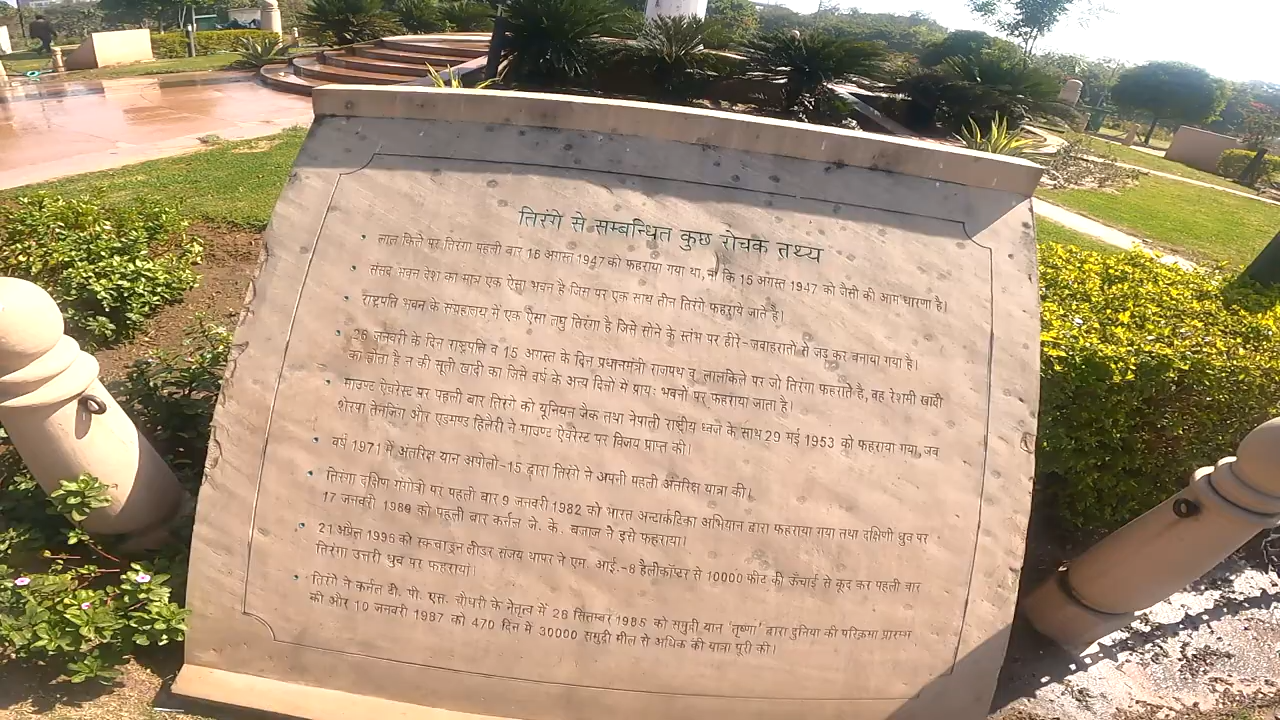 तिरंगे से सम्बन्धित कुछ रोचक तथ्य
लाल किले पर तिरंगा पहली बार 16 अगस्त 1947 को फहराया गया था, ना कि 15 अगस्त 1947 को जैसी की आम धारणा है।
संसद भवन देश का मात्र एक ऐसा भवन है जिस पर एक साथ तीन तिरंगे फहराये जाते है।
राष्ट्रपति भवन के संग्रहालय में एक ऐसा लघु तिरंगा है जिसे सोने के स्तंभ पर हीरे-जवाहरातो से जड़ कर बनाया गया है।
26 जनवरी के दिन राष्ट्रपति व 15 अगस्त के दिन प्रधानमंत्री राजपथ व लालकिले पर जो तिरंगा फहराते है, वह रेशमी खादी
का होता है न की सूती खादी का जिसे वर्ष के अन्य दिनो मे प्रायः भवनों पर फहराया जाता है।
माउण्ट ऐवरेस्ट पर पहली बार तिरंगे को यूनियन जैक तथा नेपाली राष्ट्रीय ध्वज के साथ 29 मई 1953 को फहराया गया, जब
शेरपा तेनजिंग और एडमण्ड हिलेरी ने माउण्ट ऐवरेस्ट पर विजय प्राप्त की।
वर्ष 1971 में अंतरिक्ष यान अपोलो-15 द्वारा तिरंगे ने अपनी पहली अंतरिक्ष यात्रा की।
तिरंगा दक्षिण गंगोत्री पर पहली बार 9 जनवरी 1982 को भारत अन्टार्कटिका अभियान द्वारा फहराया गया तथा दक्षिणी ध्रुव पर
17 जनवरी 1989 को पहली बार कर्नल जे. के. बजाज ने इसे फहराया।
21 अप्रैल 1996 को स्कवाड्रन लीडर संजय थापर ने एम. आई.-8 हैलीकॉप्टर से 10000 फीट की ऊँचाई से कूद कर पहली बार
तिरंगा उत्तरी ध्रुव पर फहराया।
तिरंगे ने कर्नल टी. पी. एस. चौधरी के नेतृत्व में 28 सितम्बर 1985 को समुद्री यान 'तृष्णा' द्वारा दुनिया की परिक्रमा प्रारम्भ
की और 10 जनवरी 1987 को 470 दिन में 30000 समुद्री मील से अधिक की यात्रा पूरी की।